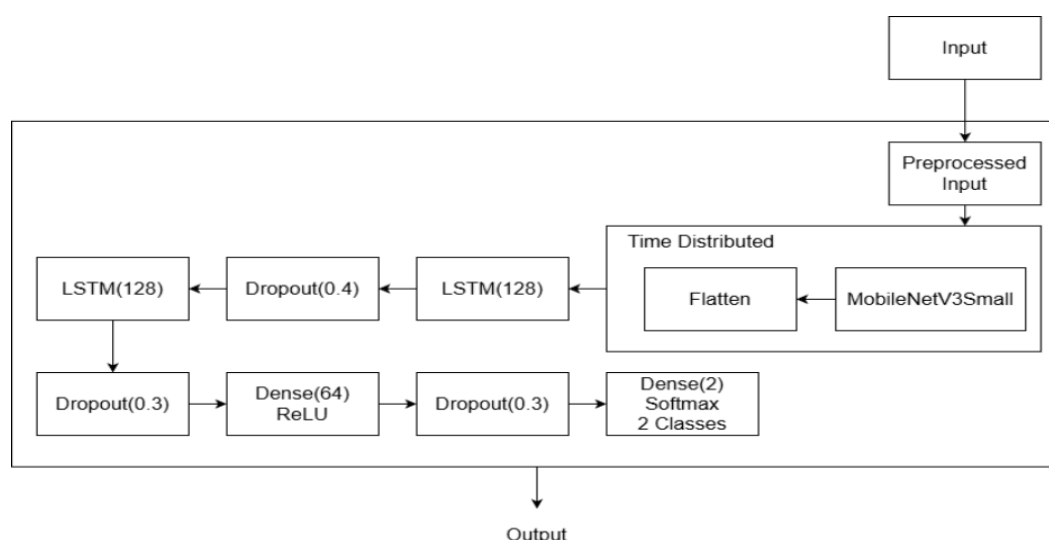 Input
Preprocessed
Input
Time Distributed
LSTM(128)
Dropout(0.4)
LSTM(128)
Flatten
MobileNetV3Small
Dropout(0.3)
Dense(64)
ReLU
Dropout(0.3)
Dense(2)
Softmax
2 Classes
Output